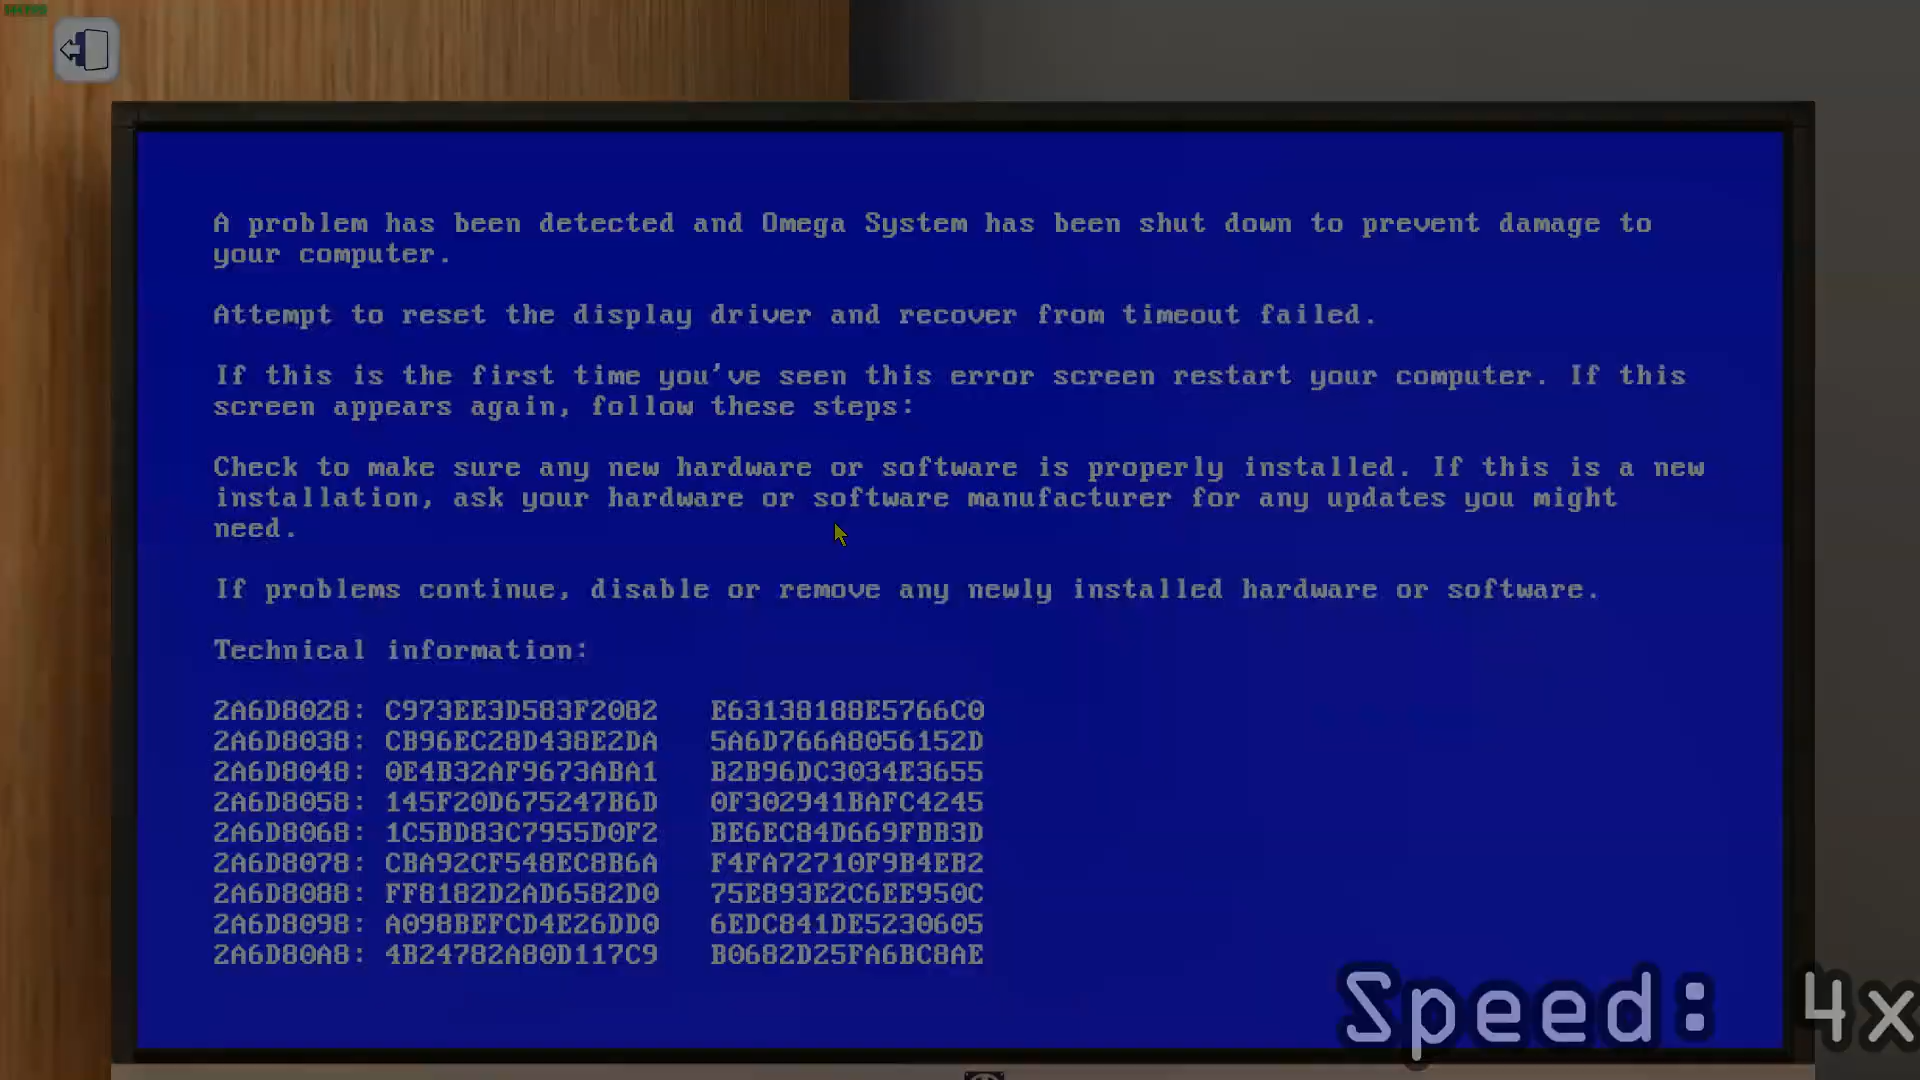 A problem has been detected and Omega System has been shut down to prevent damage to
your computer.
Attempt to reset the display driver and recover from timeout failed.
If this is the first time you've seen this error screen restart your computer. If this
screen appears again, follow these steps:
Check to make sure any new hardware or software is properly installed. If this is a new
installation, ask your hardware or software manufacturer for any updates you might
need.
If problems continue, disable or remove any newly installed hardware or software.
Technical information:
2A6D8028: C973EE3D583F2082 E63138188E5766C0
2A6D8038: CB96EC28D438E2DA 5A6D766A8056152D
2A6D8048: 0E4B32AF9673ABA1 B2B96DC3034E3655
2A6D8058: 145F20D675247B6D 0F302941BAFC4245
2A6D8068: 1C5BD83C7955D0F2 BE6EC84D669FBB3D
2A6D8078: CBA92CF548EC8B6A F4FA72710F9B4EB2
2A6D8088: FF8182D2AD6582D0 75E893E2C6EE950C
2A6D8098: A098BEFCD4E26DD0 6EDC841DE5230605
2A6D80A8: 4B24782A80D117C9 B0682D25FA6BC8AE
Speed: 4x